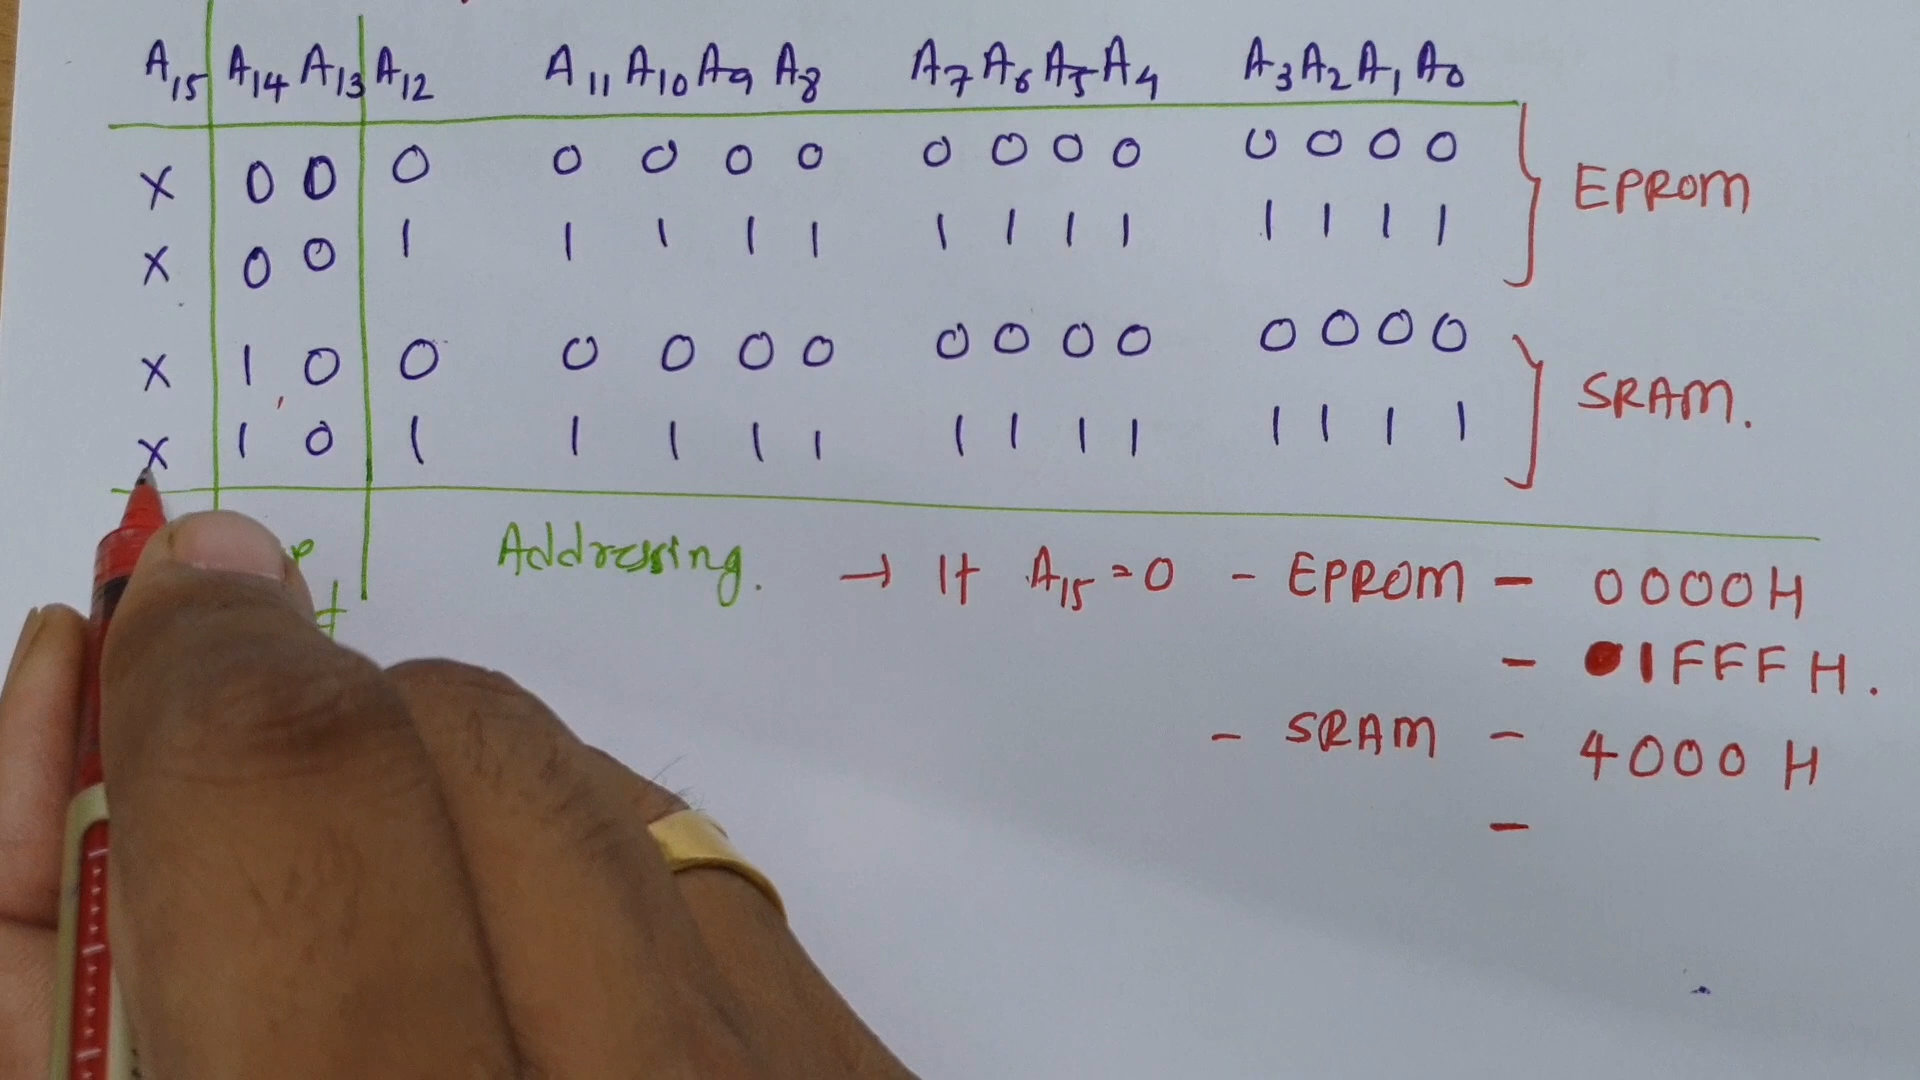 A15 A14 A13 A12 A11 A10 A9 A8 A7 A6 A5 A4 A3 A2 A1 A0
X 0 0 0 0 0 0 0 0 0 0 0 0 0 0 0
X 0 0 1 1 1 1 1 1 1 1 1 1 1 1 1
EPROM
X 1 0 0 0 0 0 0 0 0 0 0 0 0 0 0
X 1 0 1 1 1 1 1 1 1 1 1 1 1 1 1
SRAM.
Addressing. → If A15 = 0 - EPROM - 0000H
- 01FFF H.
- SRAM - 4000 H
-